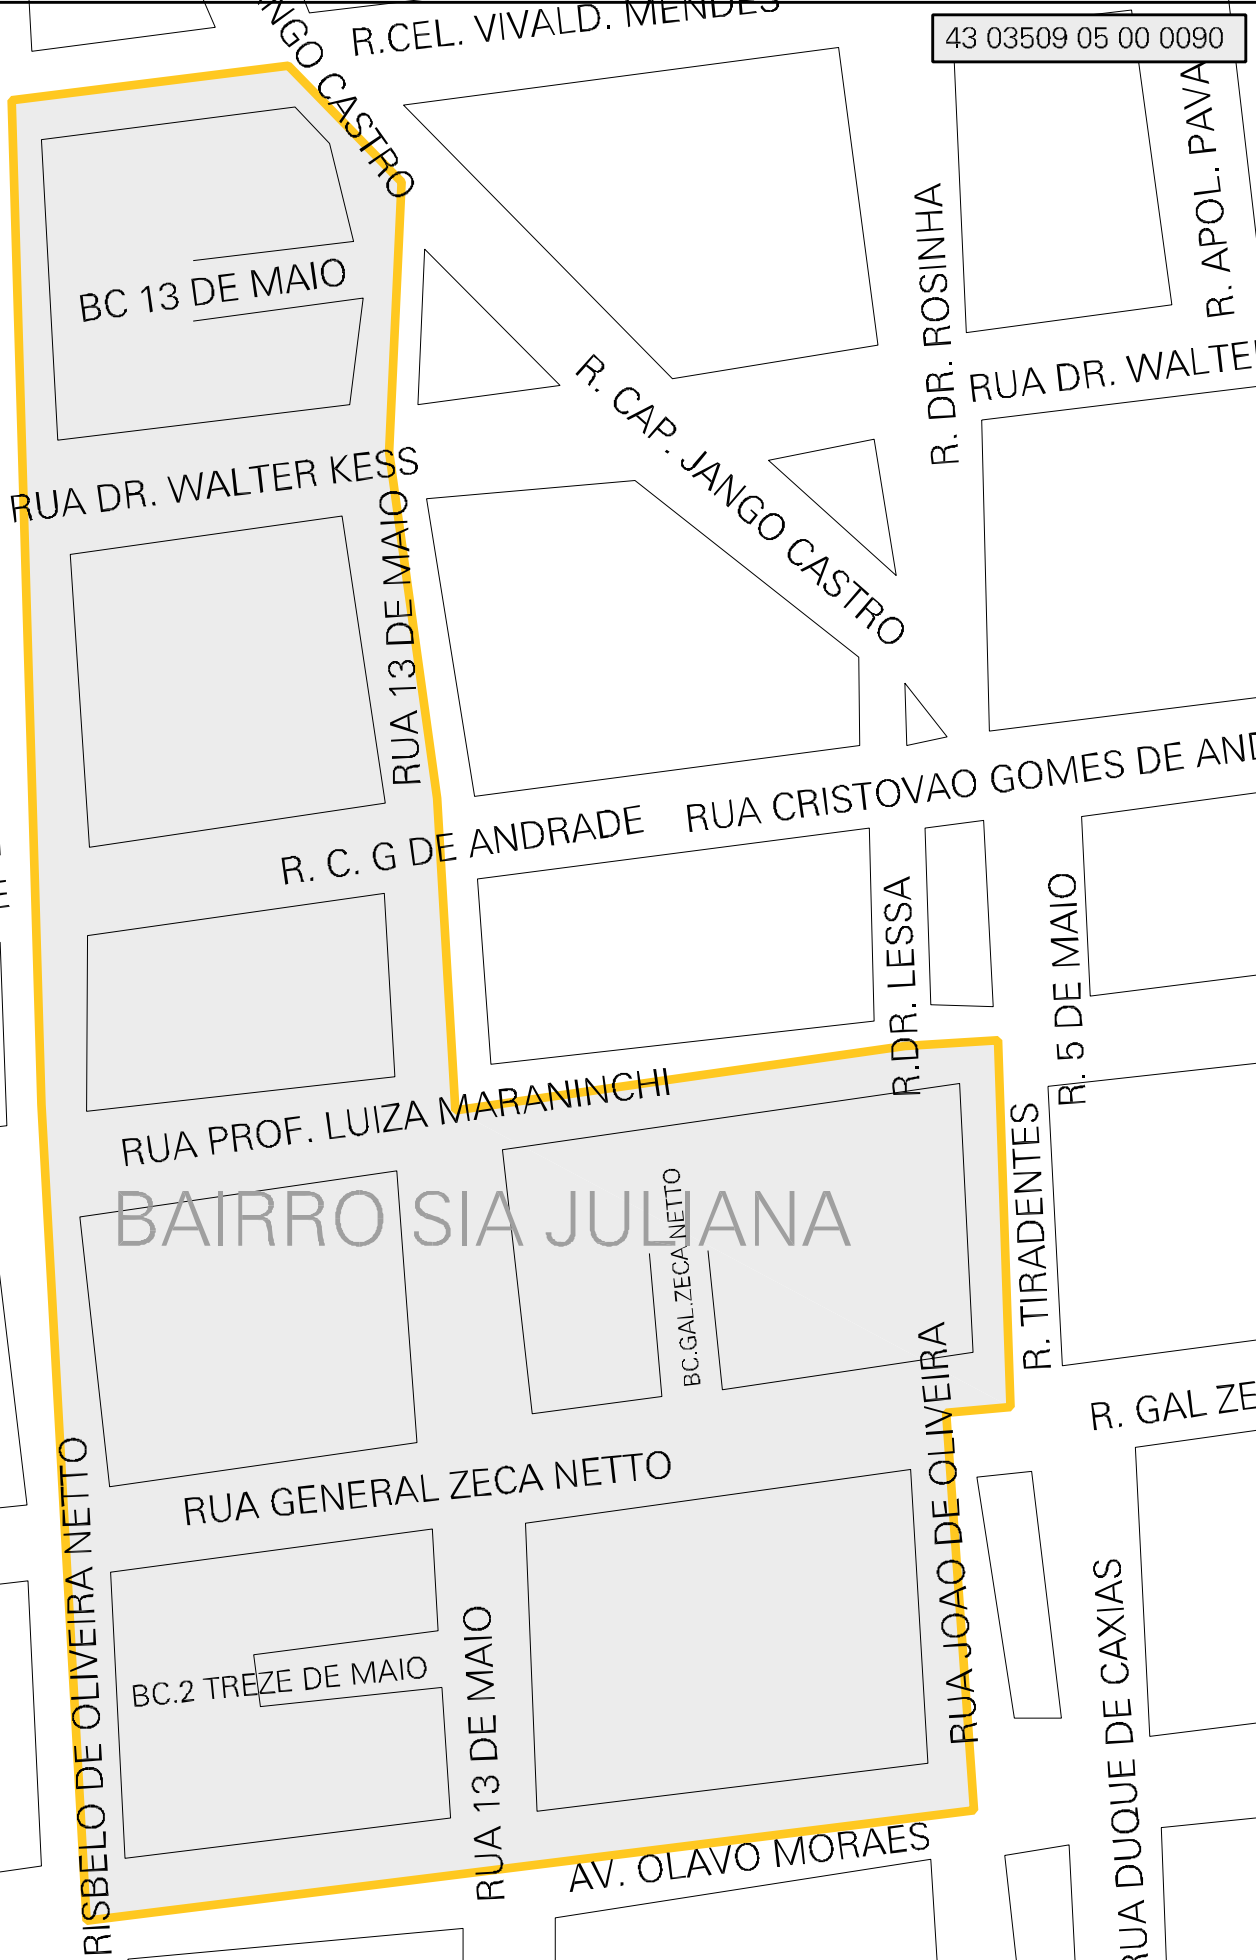 R.CEL. VIVALD. MENDES
43 03509 05 00 0090
NGO CASTRO
R. APOL. PAVA
BC 13 DE MAIO
R. DR. ROSINHA
RUA DR. WALTE
R. CAP. JANGO CASTRO
RUA DR. WALTER KESS
RUA 13 DE MAIO
R. C. G DE ANDRADE
RUA CRISTOVAO GOMES DE AND
R.DR. LESSA
R. 5 DE MAIO
RUA PROF. LUIZA MARANINCHI
R. TIRADENTES
BAIRRO SIA JULIANA
BC.GAL.ZECA NETTO
RUA JOAO DE OLIVEIRA
R. GAL ZE
RUA GENERAL ZECA NETTO
RISBELO DE OLIVEIRA NETTO
BC.2 TREZE DE MAIO
RUA 13 DE MAIO
RUA DUQUE DE CAXIAS
AV. OLAVO MORAES